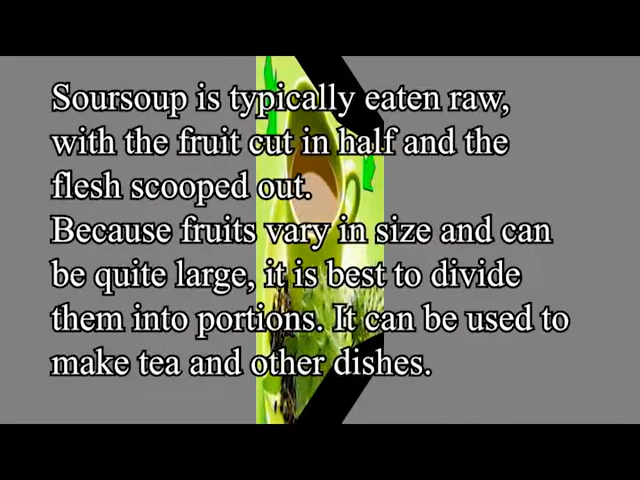 Soursoup is typically eaten raw,
with the fruit cut in half and the
flesh scooped out.
Because fruits vary in size and can
be quite large, it is best to divide
them into portions. It can be used to
make tea and other dishes.